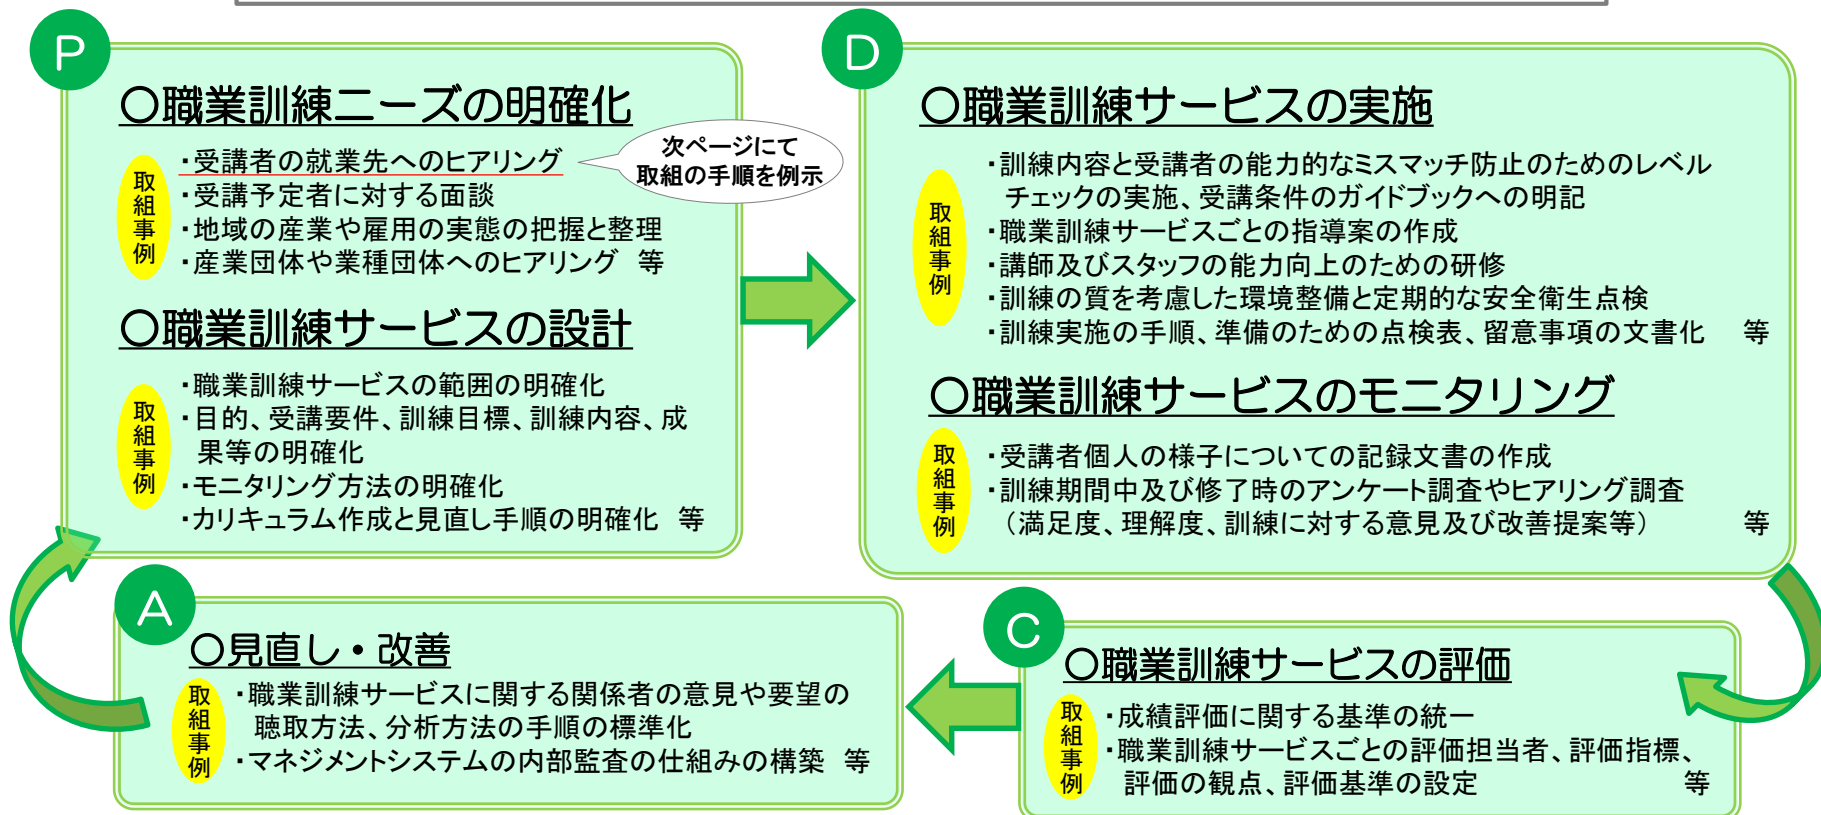 P
○職業訓練ニーズの明確化
取組事例
・受講者の就業先へのヒアリング
・受講予定者に対する面談
・地域の産業や雇用の実態の把握と整理
・産業団体や業種団体へのヒアリング 等
次ページにて
取組の手順を例示
○職業訓練サービスの設計
取組事例
・職業訓練サービスの範囲の明確化
・目的、受講要件、訓練目標、訓練内容、成
果等の明確化
・モニタリング方法の明確化
・カリキュラム作成と見直し手順の明確化 等
D
○職業訓練サービスの実施
取組事例
・訓練内容と受講者の能力的なミスマッチ防止のためのレベル
チェックの実施、受講条件のガイドブックへの明記
・職業訓練サービスごとの指導案の作成
・講師及びスタッフの能力向上のための研修
・訓練の質を考慮した環境整備と定期的な安全衛生点検
・訓練実施の手順、準備のための点検表、留意事項の文書化 等
○職業訓練サービスのモニタリング
取組事例
・受講者個人の様子についての記録文書の作成
・訓練期間中及び修了時のアンケート調査やヒアリング調査
（満足度、理解度、訓練に対する意見及び改善提案等） 等
C
○職業訓練サービスの評価
取組事例
・成績評価に関する基準の統一
・職業訓練サービスごとの評価担当者、評価指標、
評価の観点、評価基準の設定 等
A
○見直し・改善
取組事例
・職業訓練サービスに関する関係者の意見や要望の
聴取方法、分析方法の手順の標準化
・マネジメントシステムの内部監査の仕組みの構築 等